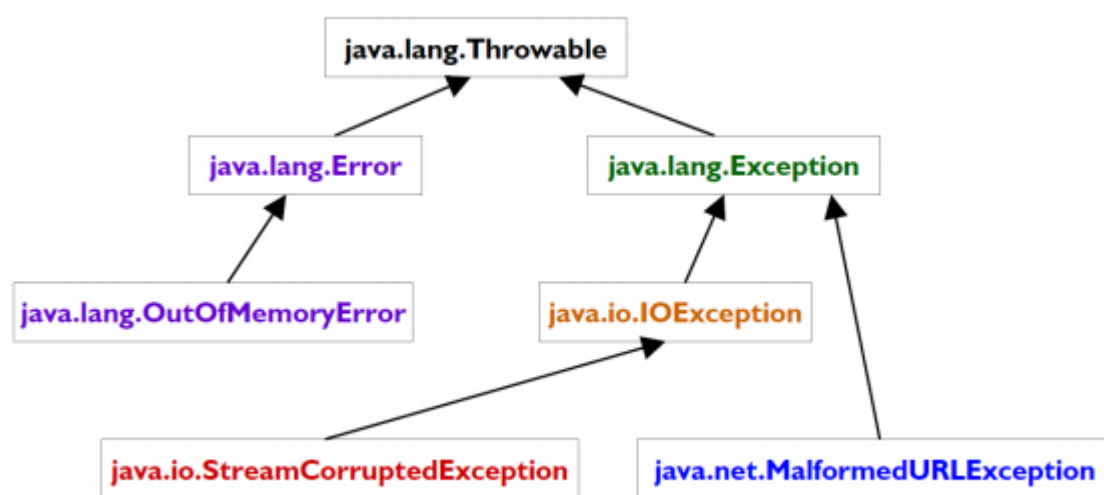 java.lang.Throwable
java.lang.Error
java.lang.Exception
java.lang.OutOfMemoryError
java.io.IOException
java.io.StreamCorruptedException
java.net.MalformedURLException